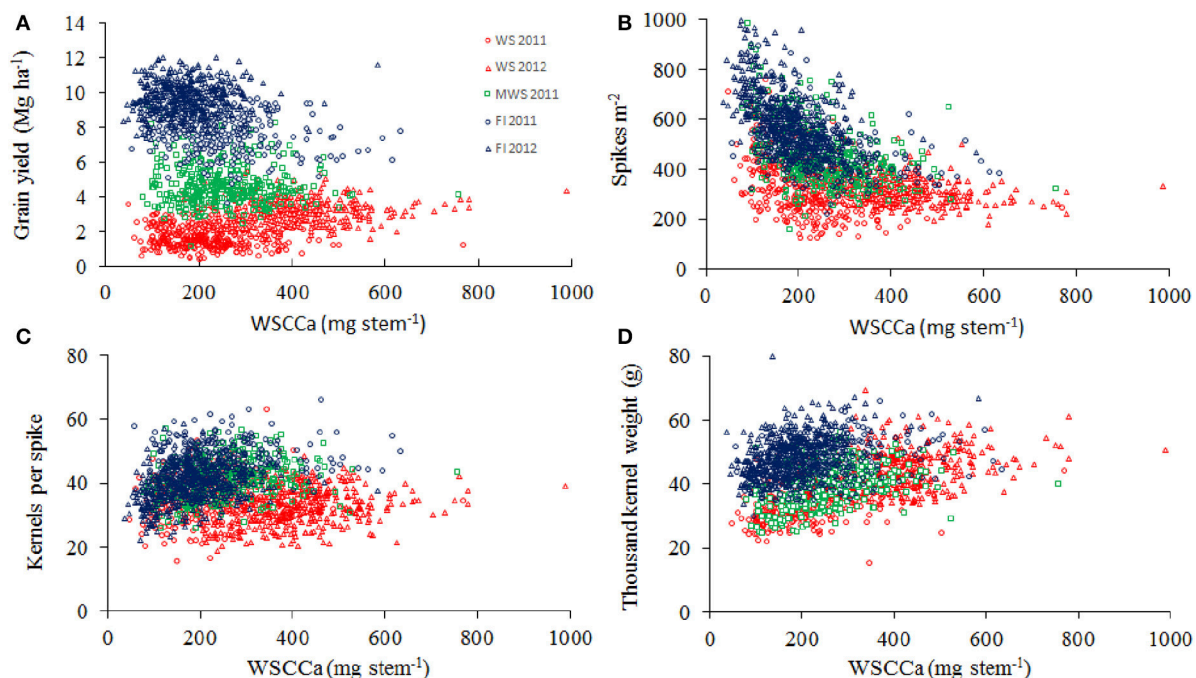 A
Grain yield (Mg ha-1)
14
12
10
8
6
4
2
0
WS 2011
WS 2012
MWS 2011
FI 2011
FI 2012
0 200 400 600 800 1000
WSCCa (mg stem-1)
B
Spikes m-2
1000
800
600
400
200
0
0 200 400 600 800 1000
WSCCa (mg stem-1)
C
Kernels per spike
80
60
40
20
0
0 200 400 600 800 1000
WSCCa (mg stem-1)
D
Thousand kernel weight (g)
80
60
40
20
0
0 200 400 600 800 1000
WSCCa (mg stem-1)